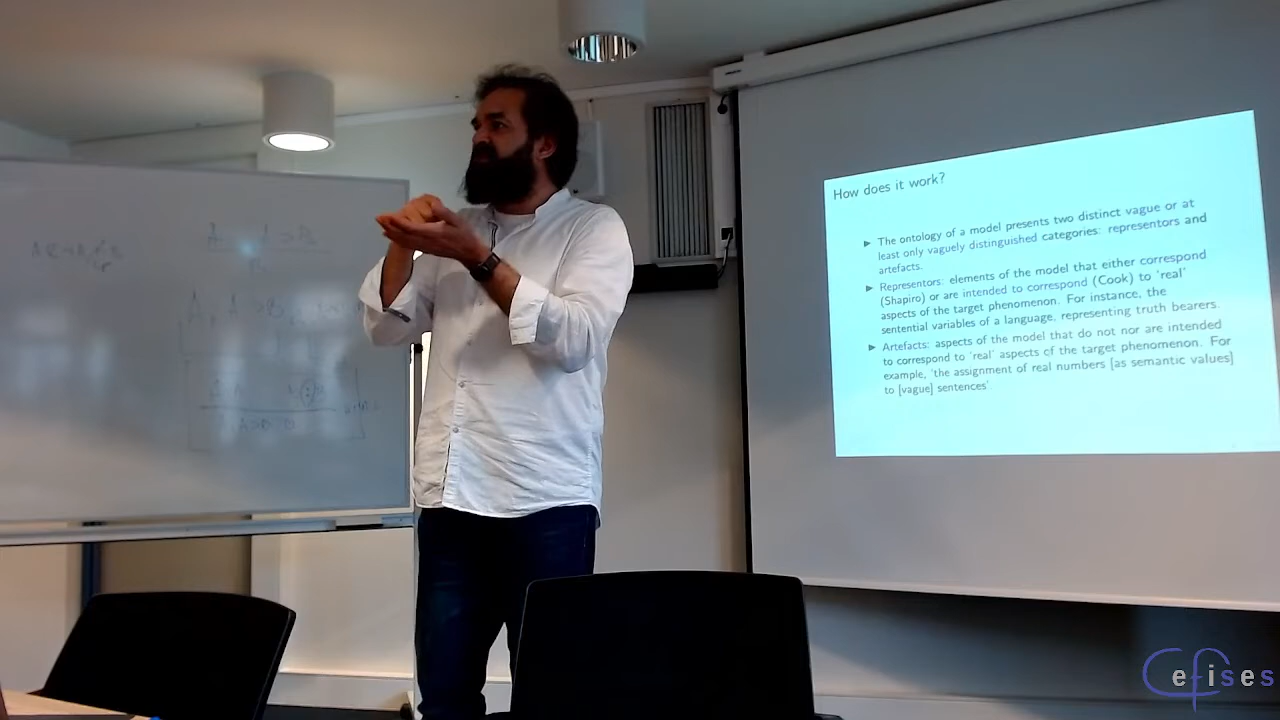 How does it work?
▶ The ontology of a model presents two distinct vague or at
least only vaguely distinguished categories: representors and
artefacts.
▶ Representors: elements of the model that either correspond
(Shapiro) or are intended to correspond (Cook) to 'real'
aspects of the target phenomenon. For instance, the
sentential variables of a language, representing truth bearers.
▶ Artefacts: aspects of the model that do not nor are intended
to correspond to 'real' aspects of the target phenomenon. For
example, 'the assignment of real numbers [as semantic values]
to [vague] sentences'
Cefises